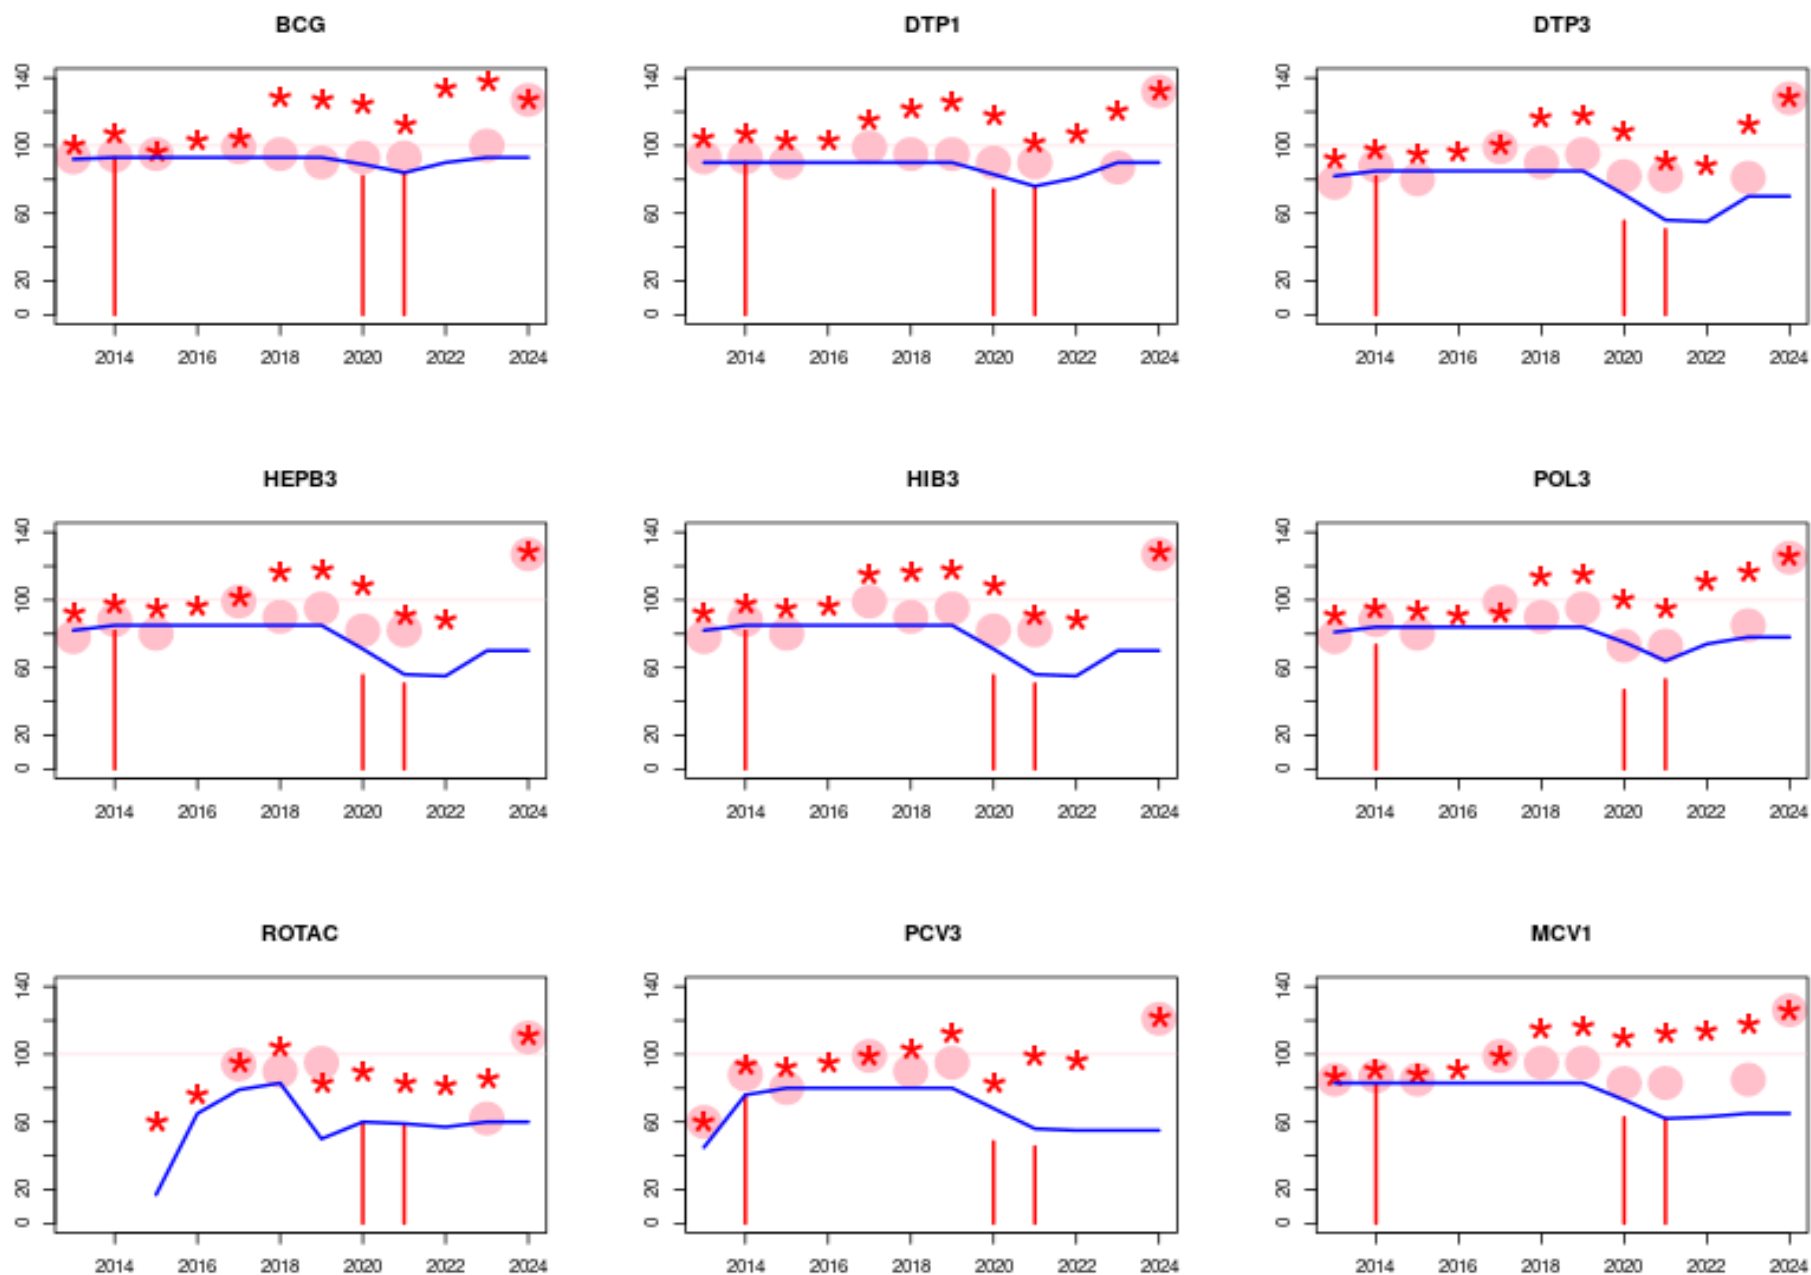 BCG DTP1 DTP3
0 20 60 100 140 0 20 60 100 140 0 20 60 100 140
2014 2016 2018 2020 2022 2024 2014 2016 2018 2020 2022 2024 2014 2016 2018 2020 2022 2024
HEPB3 HIB3 POL3
0 20 60 100 140 0 20 60 100 140 0 20 60 100 140
2014 2016 2018 2020 2022 2024 2014 2016 2018 2020 2022 2024 2014 2016 2018 2020 2022 2024
ROTAC PCV3 MCV1
0 20 60 100 140 0 20 60 100 140 0 20 60 100 140
2014 2016 2018 2020 2022 2024 2014 2016 2018 2020 2022 2024 2014 2016 2018 2020 2022 2024